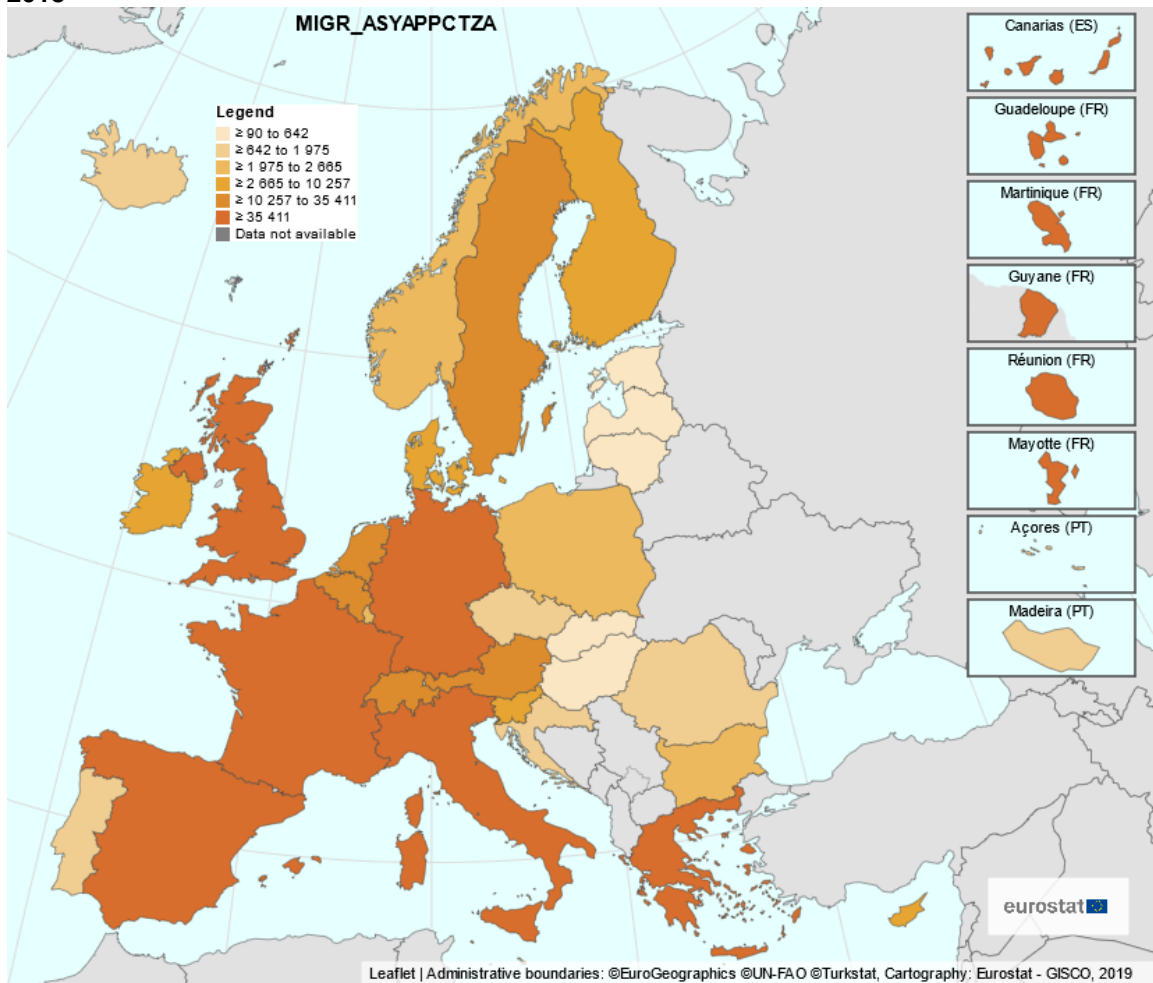 MIGR_ASYAPPCTZA
Legend
≥ 90 to 642
≥ 642 to 1 975
≥ 1 975 to 2 665
≥ 2 665 to 10 257
≥ 10 257 to 35 411
≥ 35 411
Data not available
Canarias (ES)
Guadeloupe (FR)
Martinique (FR)
Guyane (FR)
Réunion (FR)
Mayotte (FR)
Açores (PT)
Madeira (PT)
eurostat
Leaflet | Administrative boundaries: ©EuroGeographics ©UN-FAO ©Turkstat, Cartography: Eurostat - GISCO, 2019